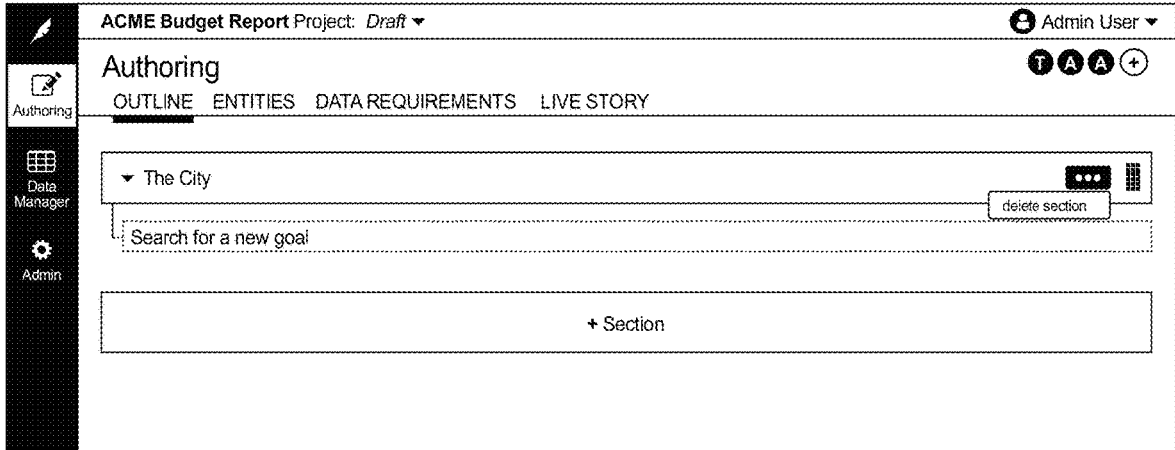 ACME Budget Report Project: Draft
Admin User
Authoring
T A A +
OUTLINE ENTITIES DATA REQUIREMENTS LIVE STORY
Authoring
Data
Manager
Admin
The City
delete section
Search for a new goal
+ Section